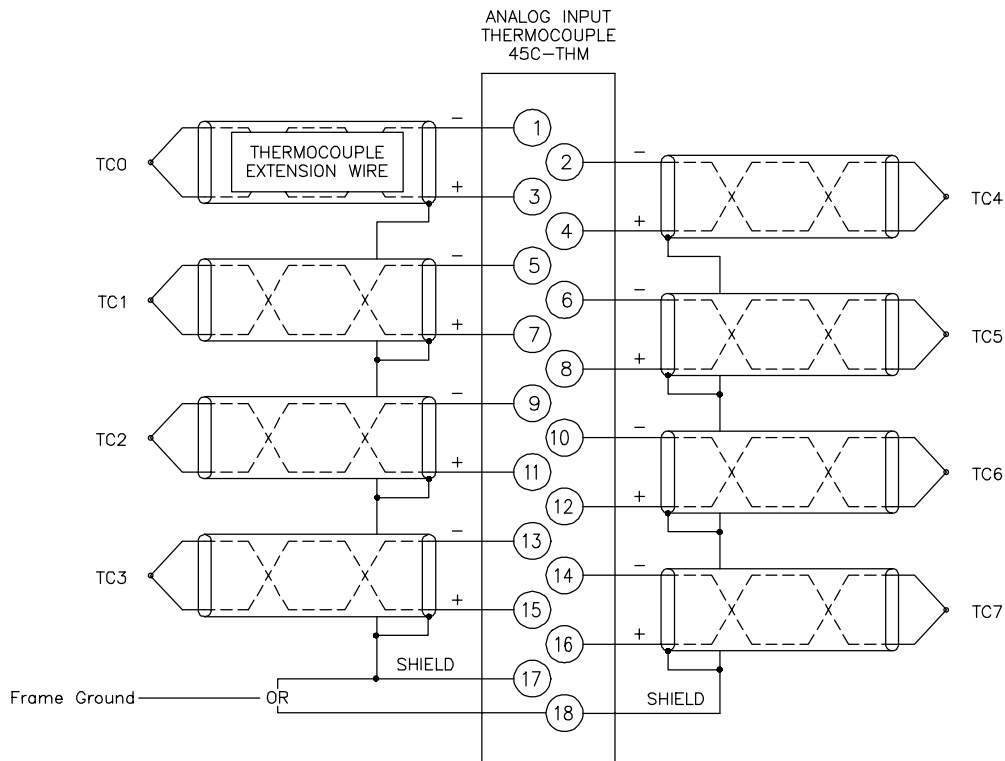 ANALOG INPUT
THERMOCOUPLE
45C-THM
TC0
THERMOCOUPLE
EXTENSION WIRE
-
1
+
3
2
-
4
+
TC4
TC1
-
5
+
7
6
-
8
+
TC5
TC2
-
9
+
11
10
-
12
+
TC6
TC3
-
13
+
15
14
-
16
+
TC7
SHIELD
17
Frame Ground
OR
18
SHIELD